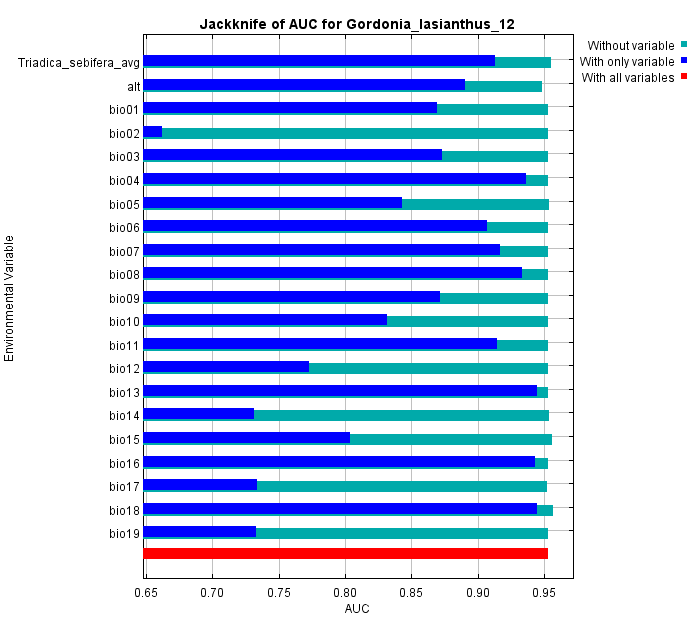 Jackknife of AUC for Gordonia_lasianthus_12
Without variable
With only variable
With all variables
Environmental Variable
Triadica_sebifera_avg
alt
bio01
bio02
bio03
bio04
bio05
bio06
bio07
bio08
bio09
bio10
bio11
bio12
bio13
bio14
bio15
bio16
bio17
bio18
bio19
0.65 0.70 0.75 0.80 0.85 0.90 0.95
AUC